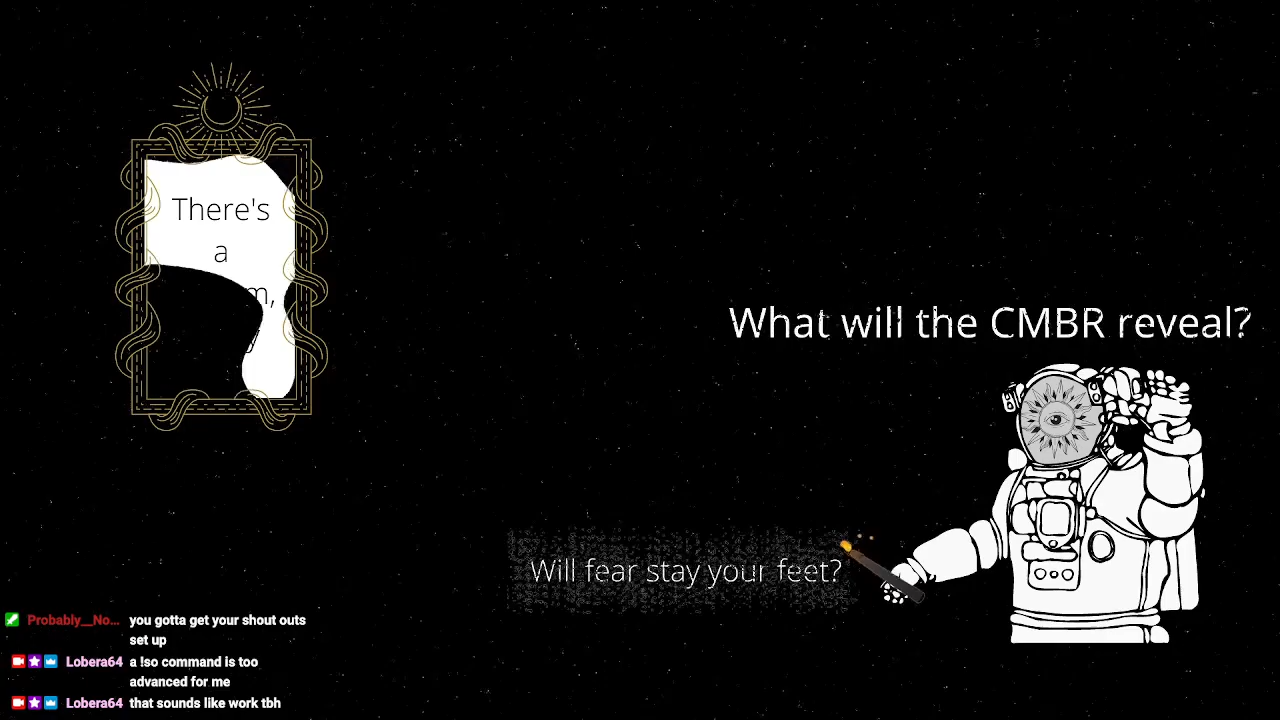 There's
a
What will the CMBR reveal?
Will fear stay your feet?
Probably__No... you gotta get your shout outs
set up
Lobera64 a !so command is too
advanced for me
Lobera64 that sounds like work tbh